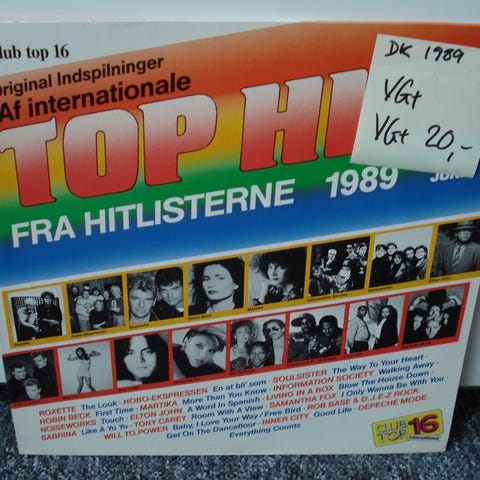 Club top 16
Original Indspilninger
Af internationale
TOP HI
FRA HITLISTERNE 1989
DK 1989
VG+
VG+ 20,-
ROXETTE The Look · HOBO-EKSPRESSEN En at bli' som · SOULSISTER The Way To Your Heart ·
ROBIN BECK First Time · MARTIKA More Than You Know · INFORMATION SOCIETY Walking Away ·
NOISEWORKS Touch · ELTON JOHN A Word In Spanish · LIVING IN A BOX Blow The House Down ·
SABRINA Like A Yo Yo · TONY CAREY Room With A View · SAMANTHA FOX I Only Wanna Be With You ·
WILL TO POWER Baby, I Love Your Way / Free Bird · ROB BASE & D.J. E-Z ROCK
Get On The Dancefloor · INNER CITY Good Life · DEPECHE MODE
Everything Counts
CLUB
TOP 16
International